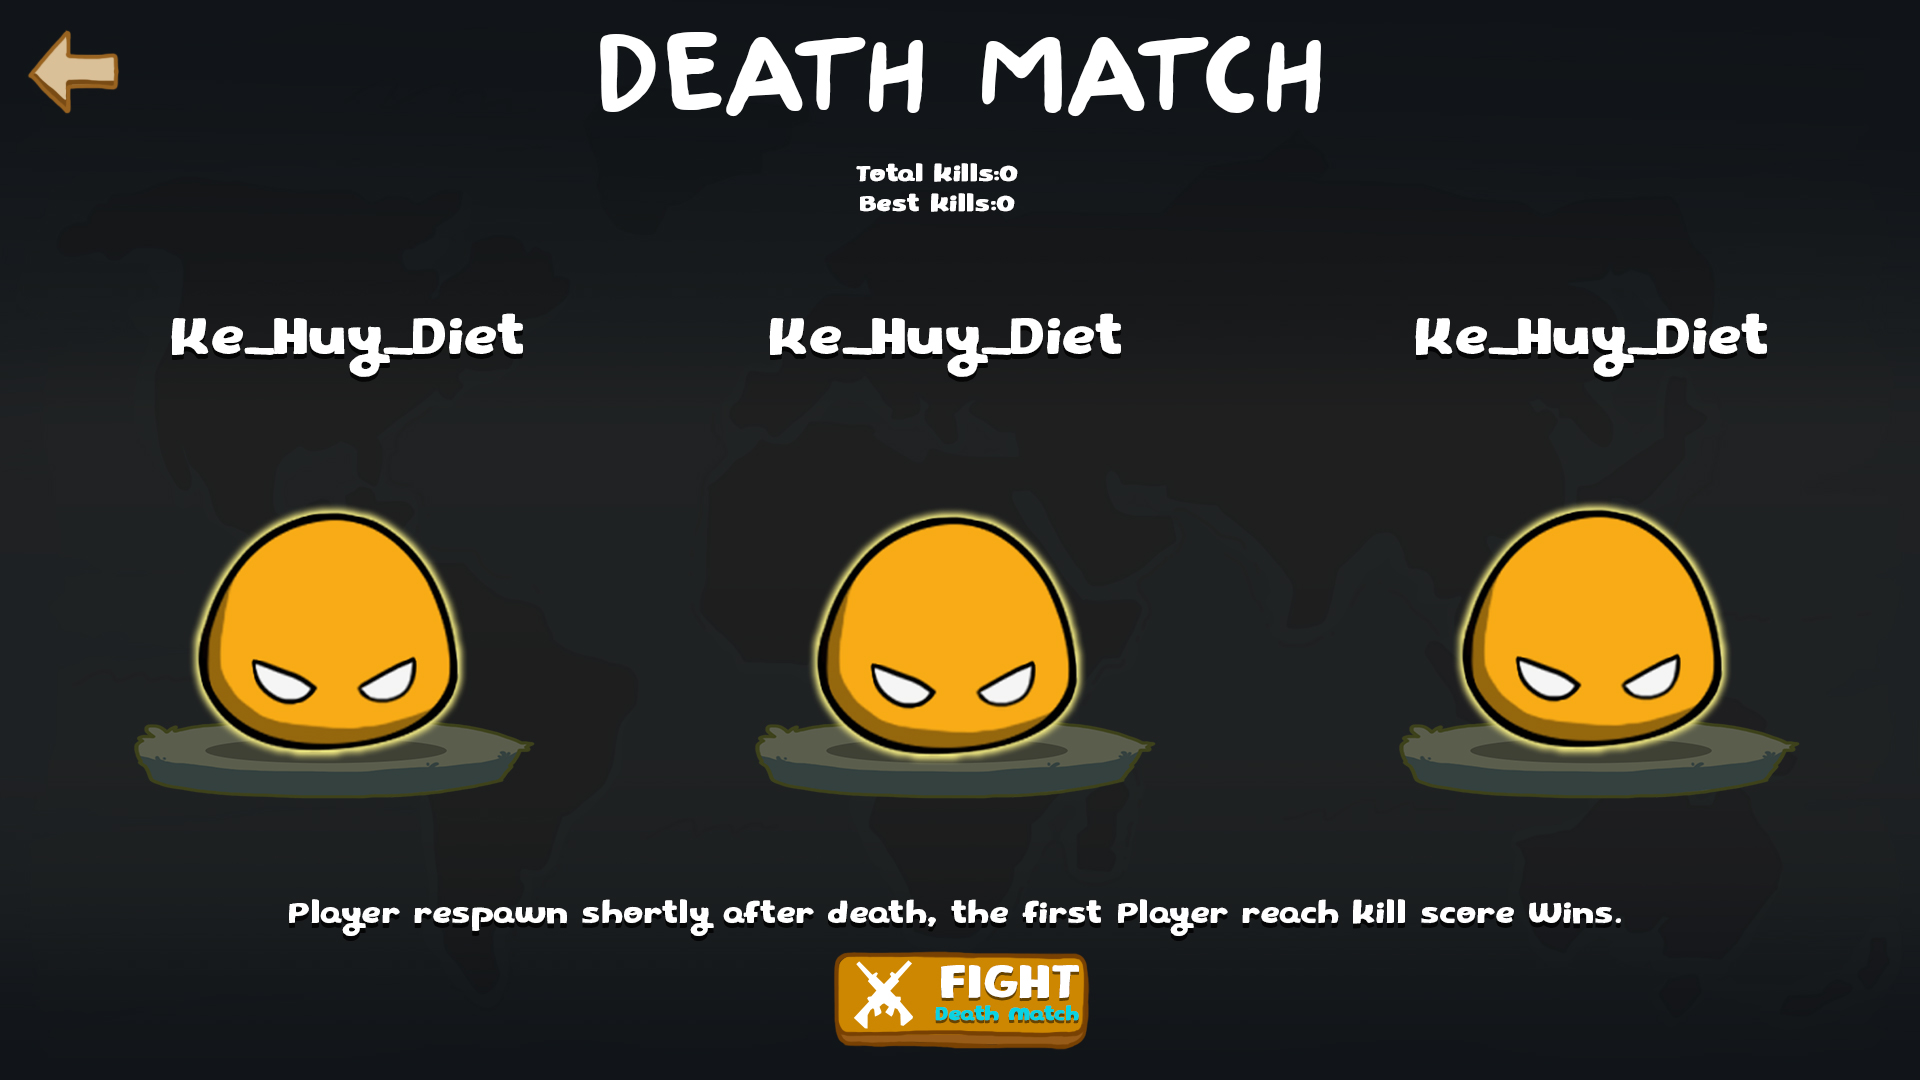 DEATH MATCH
Total kills:0
Best kills:0
Ke_Huy_Diet
Ke_Huy_Diet
Ke_Huy_Diet
Player respawn shortly after death, the first Player reach kill score Wins.
FIGHT
Death Match